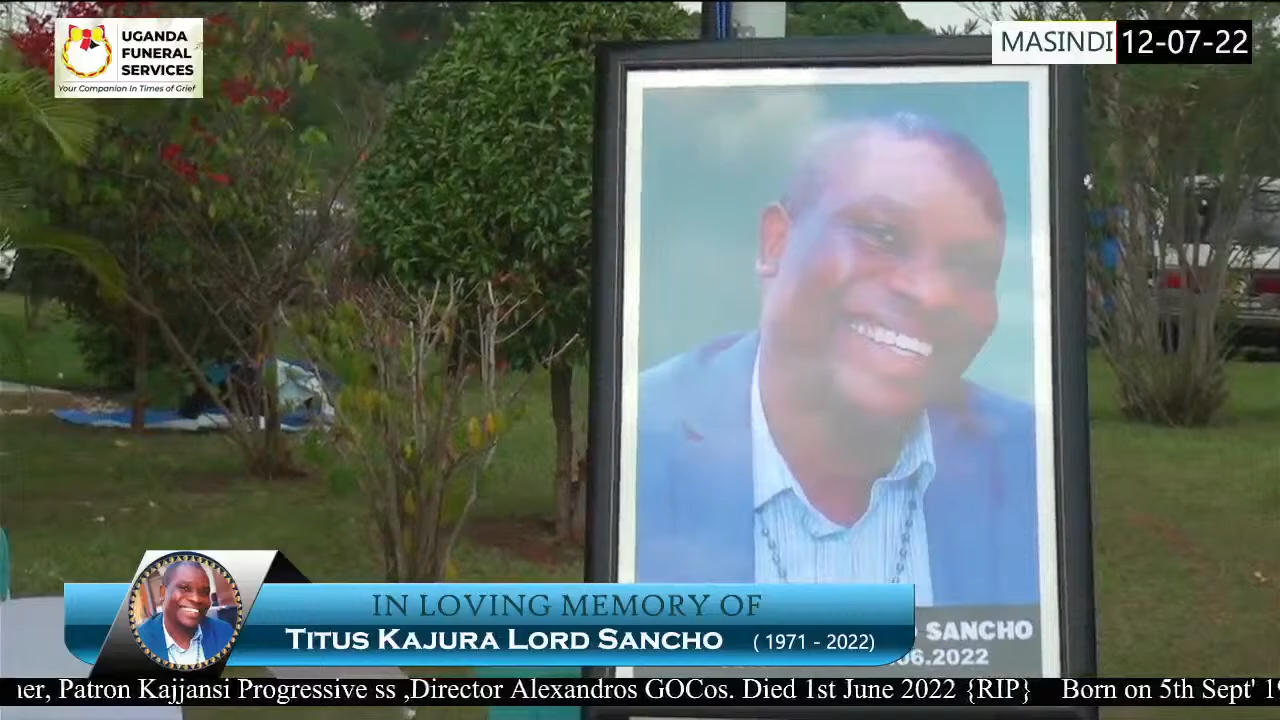 UGANDA
FUNERAL
SERVICES
Your Companion In Times of Grief
MASINDI 12-07-22
SANCHO
06.2022
IN LOVING MEMORY OF
TITUS KAJURA LORD SANCHO ( 1971 - 2022)
Patron Kajjansi Progressive ss ,Director Alexandros GOCos. Died 1st June 2022 {RIP} Born on 5th Sept'